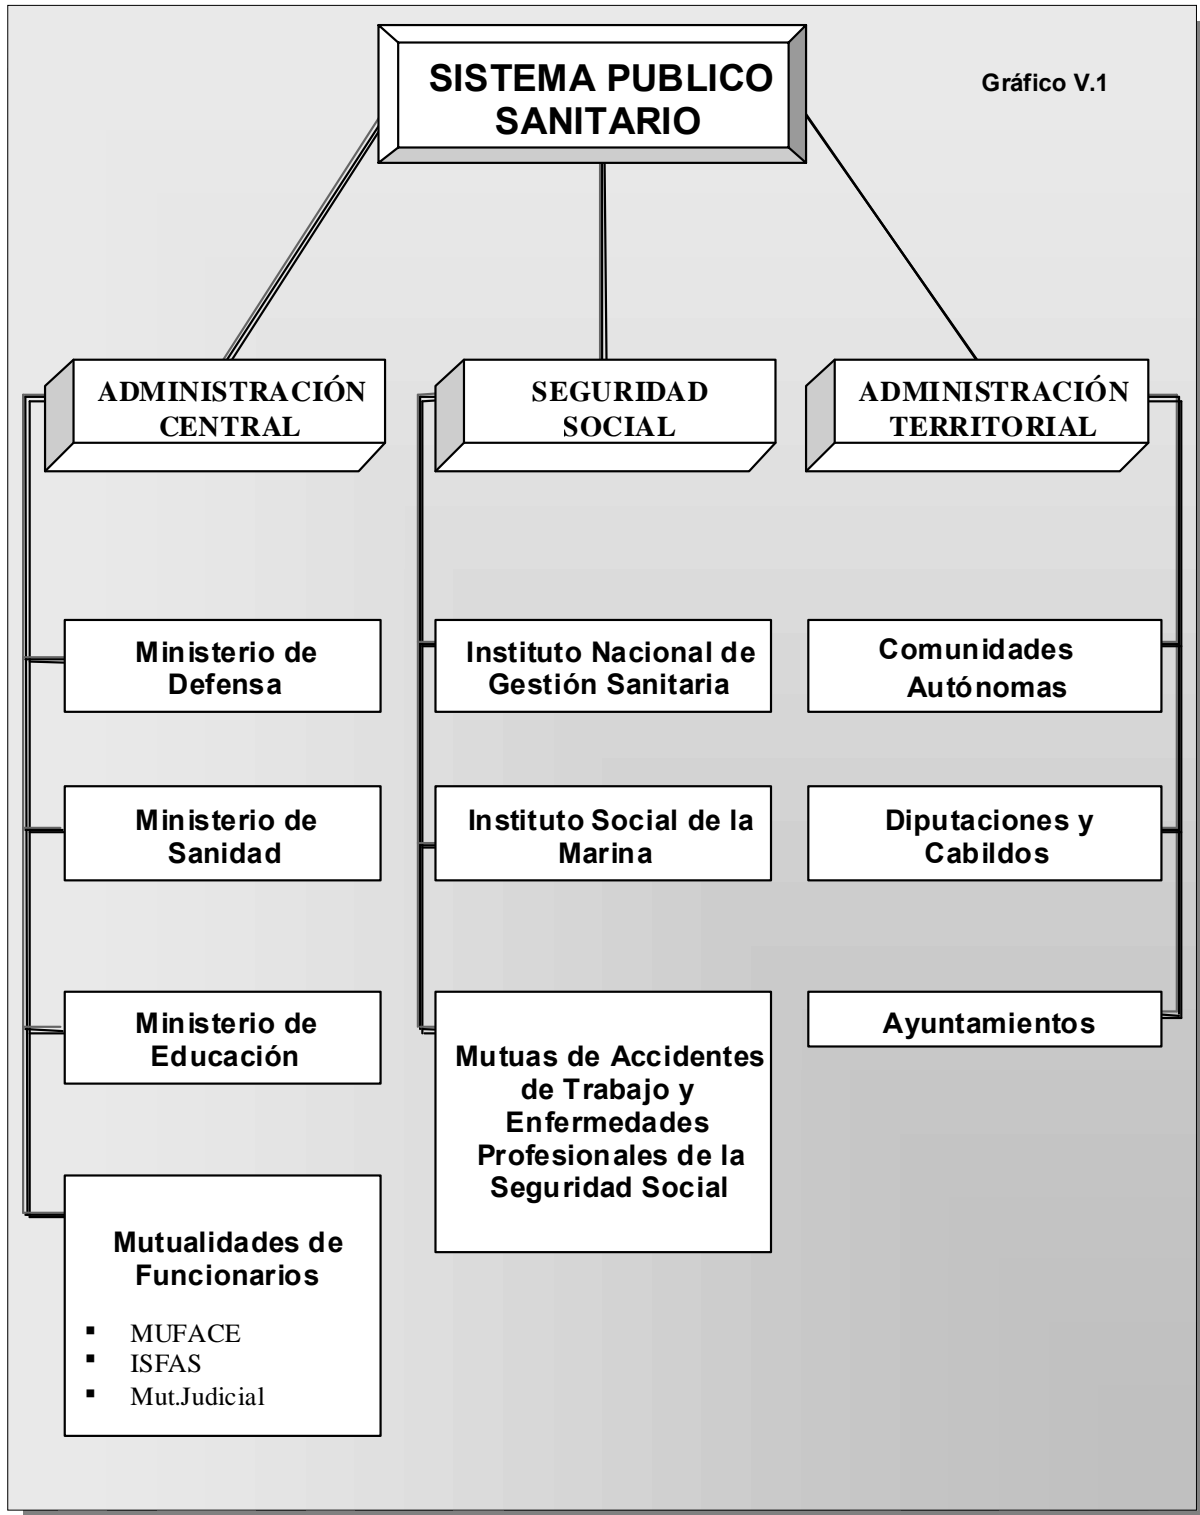 SISTEMA PUBLICO
SANITARIO
Gráfico V.1
ADMINISTRACIÓN
CENTRAL
Ministerio de
Defensa
Ministerio de
Sanidad
Ministerio de
Educación
Mutualidades de
Funcionarios
▪ MUFACE
▪ ISFAS
▪ Mut.Judicial
SEGURIDAD
SOCIAL
Instituto Nacional de
Gestión Sanitaria
Instituto Social de la
Marina
Mutuas de Accidentes
de Trabajo y
Enfermedades
Profesionales de la
Seguridad Social
ADMINISTRACIÓN
TERRITORIAL
Comunidades
Autónomas
Diputaciones y
Cabildos
Ayuntamientos